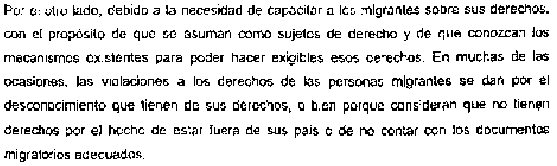 Por otro lado, debido a la necesidad de capacitar a los migrantes sobre sus derechos,
con el propósito de que se asuman como sujetos de derecho y de que conozcan los
mecanismos existentes para poder hacer exigibles esos derechos. En muchas de las
ocasiones, las violaciones a los derechos de las personas migrantes se dan por el
desconocimiento que tienen de sus derechos, o bien porque consideran que no tienen
derechos por el hecho de estar fuera de sus país o de no contar con los documentos
migratorios adecuados.